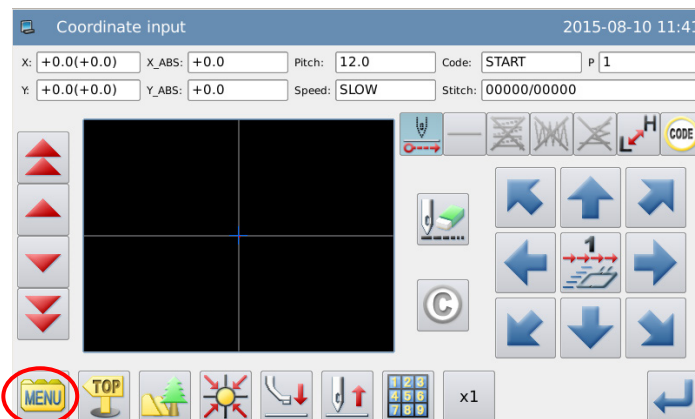 Coordinate input 2015-08-10 11:41
X: +0.0(+0.0) X_ABS: +0.0 Pitch: 12.0 Code: START P 1
Y: +0.0(+0.0) Y_ABS: +0.0 Speed: SLOW Stitch: 00000/00000
H
L
CODE
1
C
MENU
TOP
1 2 3
4 5 6
7 8 9
x1